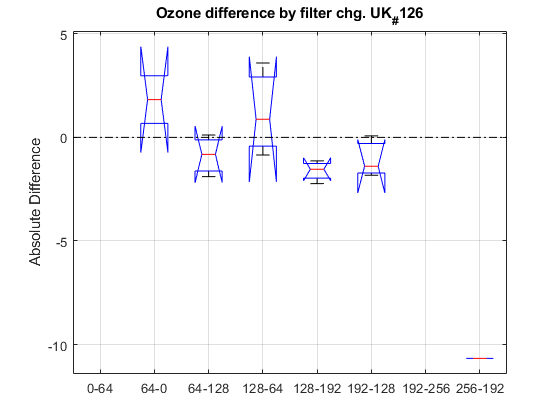 Ozone difference by filter chg. UK#126
Absolute Difference
5
0
-5
-10
0-64 64-0 64-128 128-64 128-192 192-128 192-256 256-192